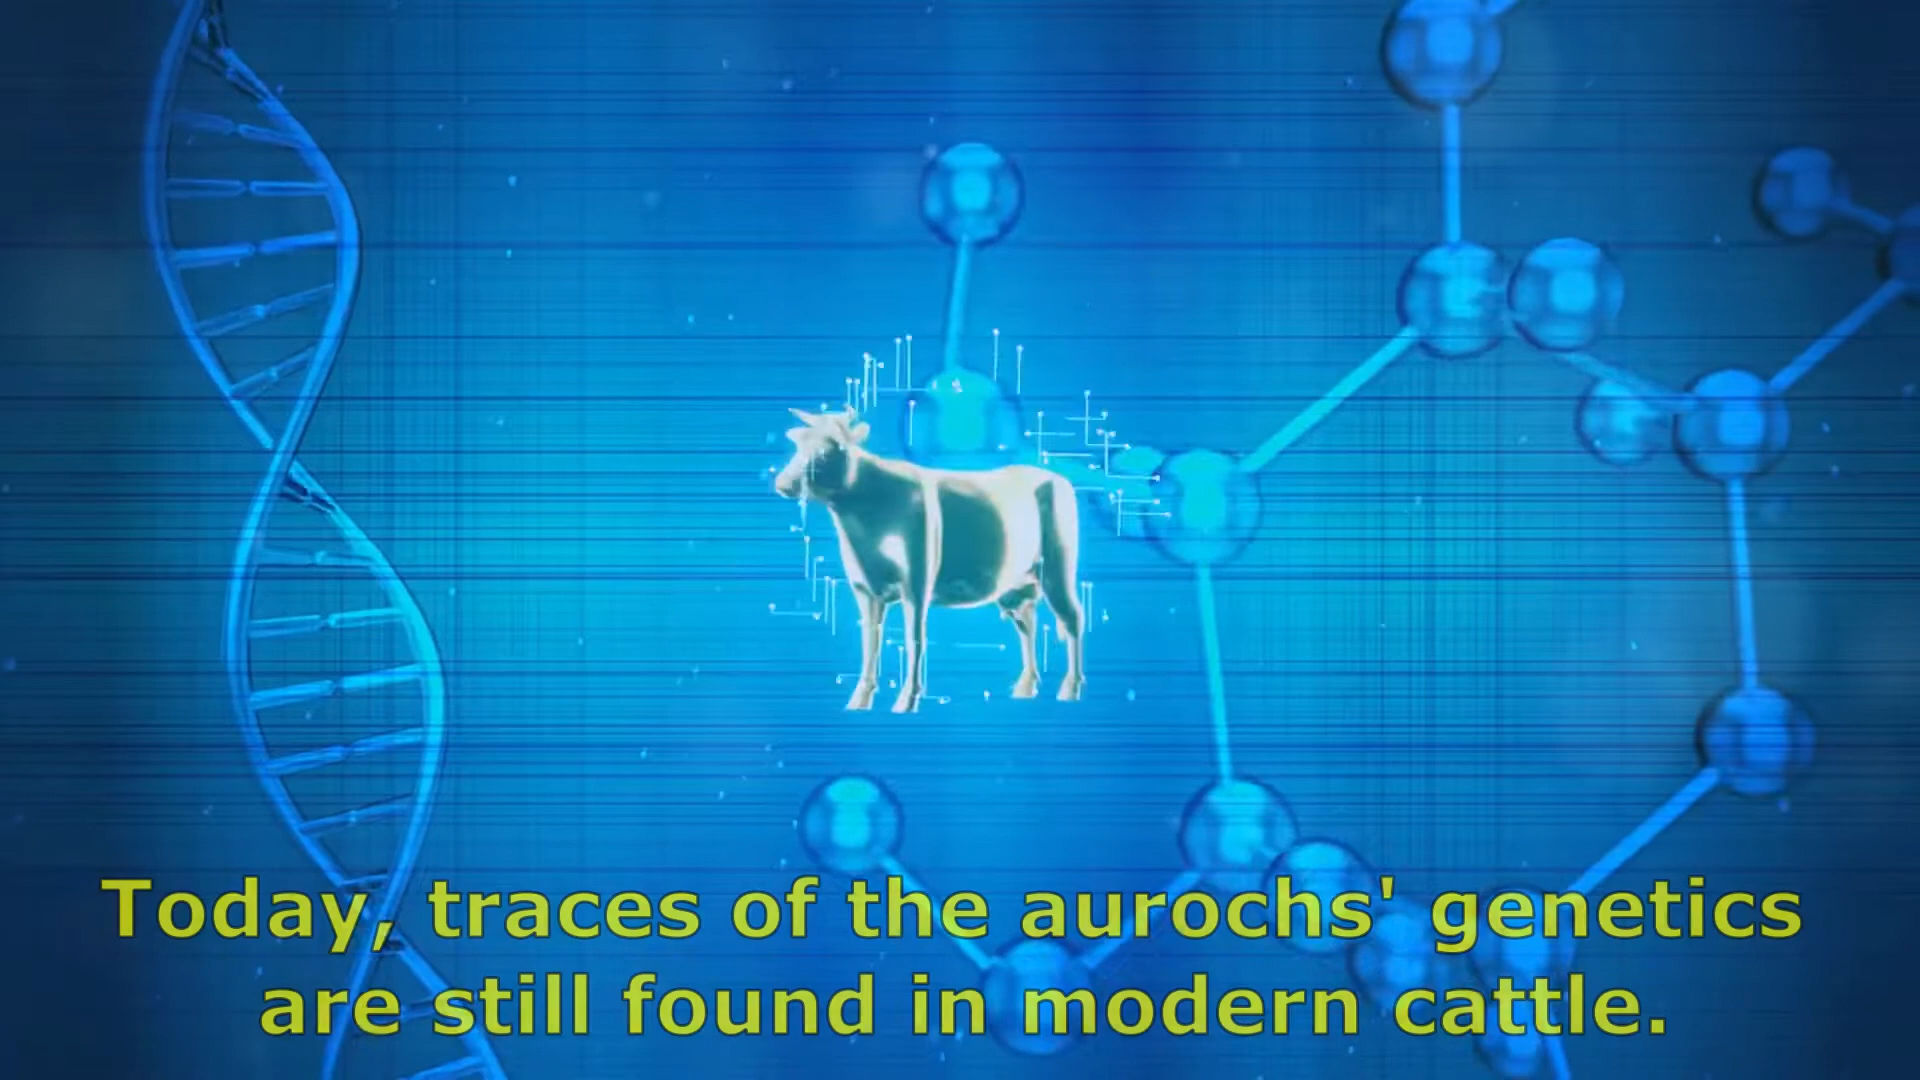 Today, traces of the aurochs' genetics
are still found in modern cattle.